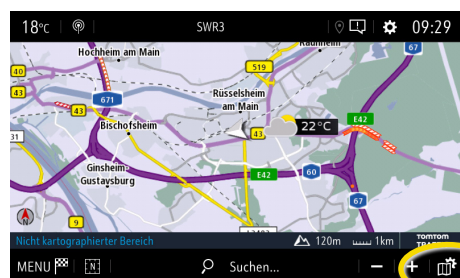 18°C SWR3 09:29
Hochheim am Main
Raunheim
67
519
40
43
671
43
Rüsselsheim
am Main
Bischofsheim
43
22°C
E42
31
Ginsheim-
Gustavsburg
E42
60
67
9
Nicht kartographierter Bereich 120m 1km TOMTOM
MENU N Suchen... − +